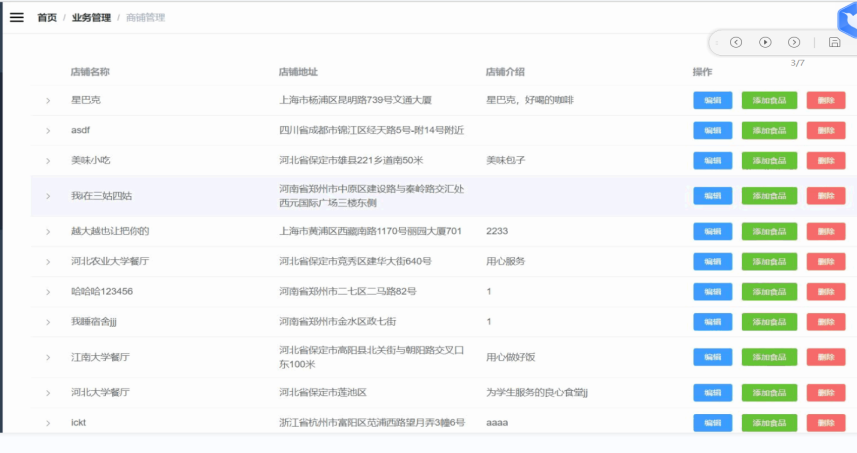 首页 / 业务管理 / 商铺管理
3/7
店铺名称 店铺地址 店铺介绍 操作
星巴克 上海市杨浦区昆明路739号文通大厦 星巴克，好喝的咖啡 编辑 添加食品 删除
asdf 四川省成都市锦江区经天路5号-附14号附近 编辑 添加食品 删除
美味小吃 河北省保定市雄县221乡道南50米 美味包子 编辑 添加食品 删除
我i在三姑四姑 河南省郑州市中原区建设路与秦岭路交汇处 编辑 添加食品 删除
西元国际广场三楼东侧
越大越也让把你的 上海市黄浦区西藏南路1170号丽园大厦701 2233 编辑 添加食品 删除
河北农业大学餐厅 河北省保定市竞秀区建华大街640号 用心服务 编辑 添加食品 删除
哈哈哈123456 河南省郑州市二七区二马路82号 1 编辑 添加食品 删除
我睡宿舍jjj 河南省郑州市金水区政七街 1 编辑 添加食品 删除
江南大学餐厅 河北省保定市高阳县北关街与朝阳路交叉口 用心做好饭 编辑 添加食品 删除
东100米
河北大学餐厅 河北省保定市莲池区 为学生服务的良心食堂jj 编辑 添加食品 删除
ickt 浙江省杭州市富阳区苋浦西路望月弄3幢6号 aaaa 编辑 添加食品 删除